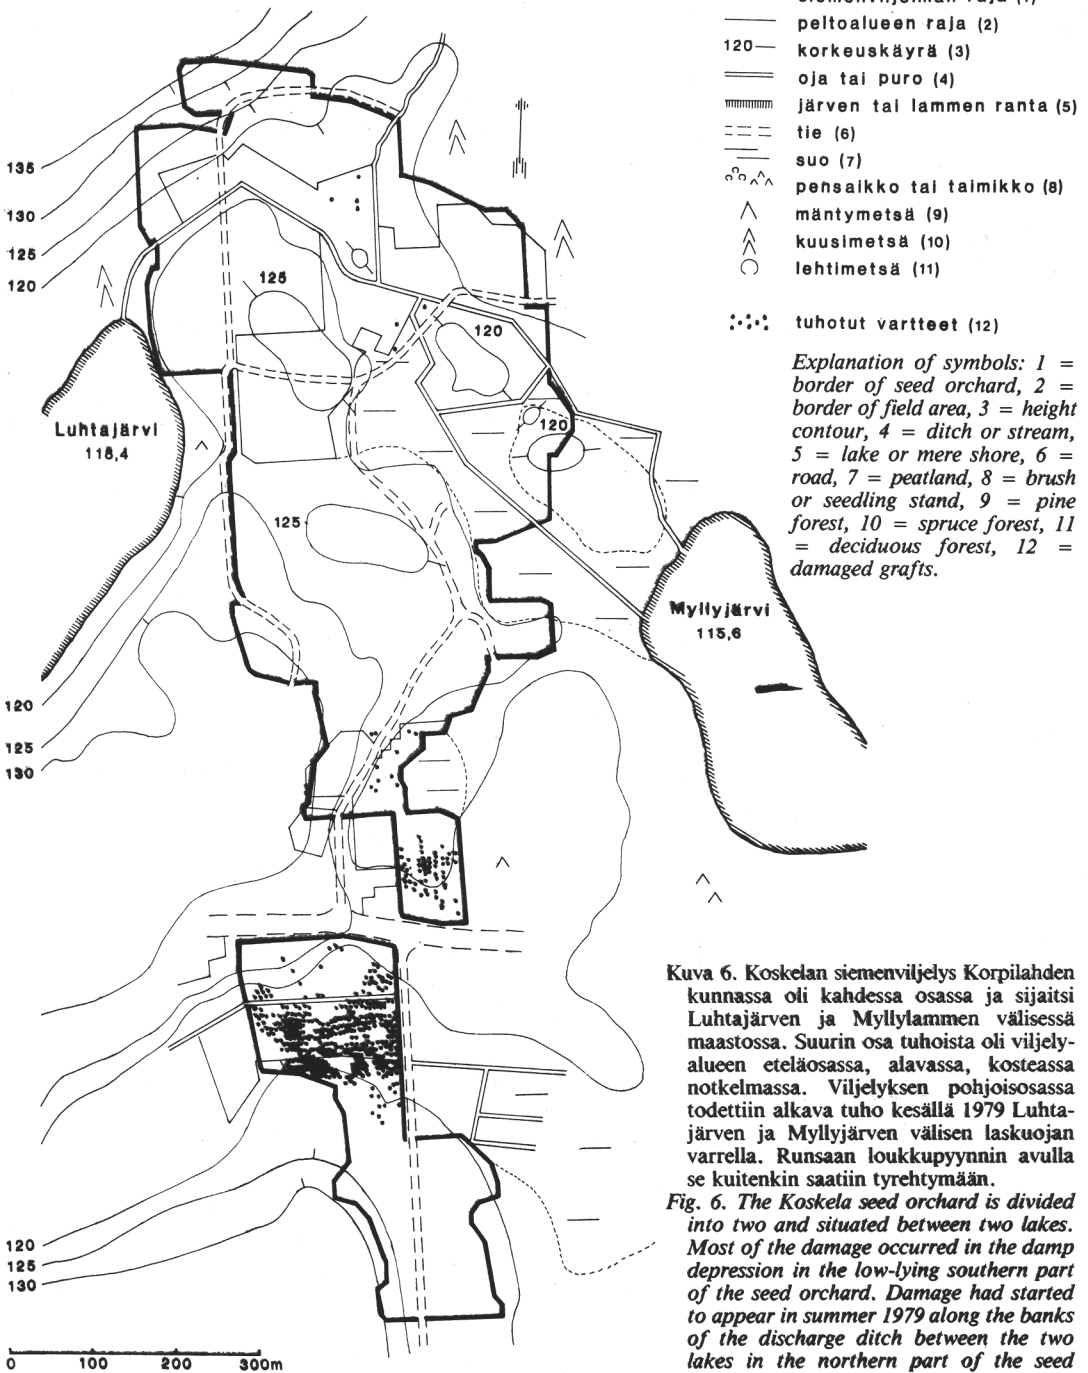 siemenviljelman raja (1)
peltoalueen raja (2)
120 korkeuskäyrä (3)
oja tai puro (4)
järven tai lammen ranta (5)
tie (6)
suo (7)
pensaikko tai taimikko (8)
mäntymetsä (9)
kuusimetsä (10)
lehtimetsä (11)
tuhotut vartteet (12)
Explanation of symbols: 1 =
border of seed orchard, 2 =
border of field area, 3 = height
contour, 4 = ditch or stream,
5 = lake or mere shore, 6 =
road, 7 = peatland, 8 = brush
or seedling stand, 9 = pine
forest, 10 = spruce forest, 11
= deciduous forest, 12 =
damaged grafts.
135
130
125
120
125
120
120
Luhtajärvi
118,4
125
Myllyjärvi
115,6
120
125
130
120
125
130
0 100 200 300m
Kuva 6. Koskelan siemenviljelys Korpilahden
kunnassa oli kahdessa osassa ja sijaitsi
Luhtajärven ja Myllylammen välisessä
maastossa. Suurin osa tuhoista oli viljely-
alueen eteläosassa, alavassa, kosteassa
notkelmassa. Viljelyksen pohjoisosassa
todettiin alkava tuho kesällä 1979 Luhta-
järven ja Myllyjärven välisen laskuojan
varrella. Runsaan loukkupyynnin avulla
se kuitenkin saatiin tyrehtymään.
Fig. 6. The Koskela seed orchard is divided
into two and situated between two lakes.
Most of the damage occurred in the damp
depression in the low-lying southern part
of the seed orchard. Damage had started
to appear in summer 1979 along the banks
of the discharge ditch between the two
lakes in the northern part of the seed